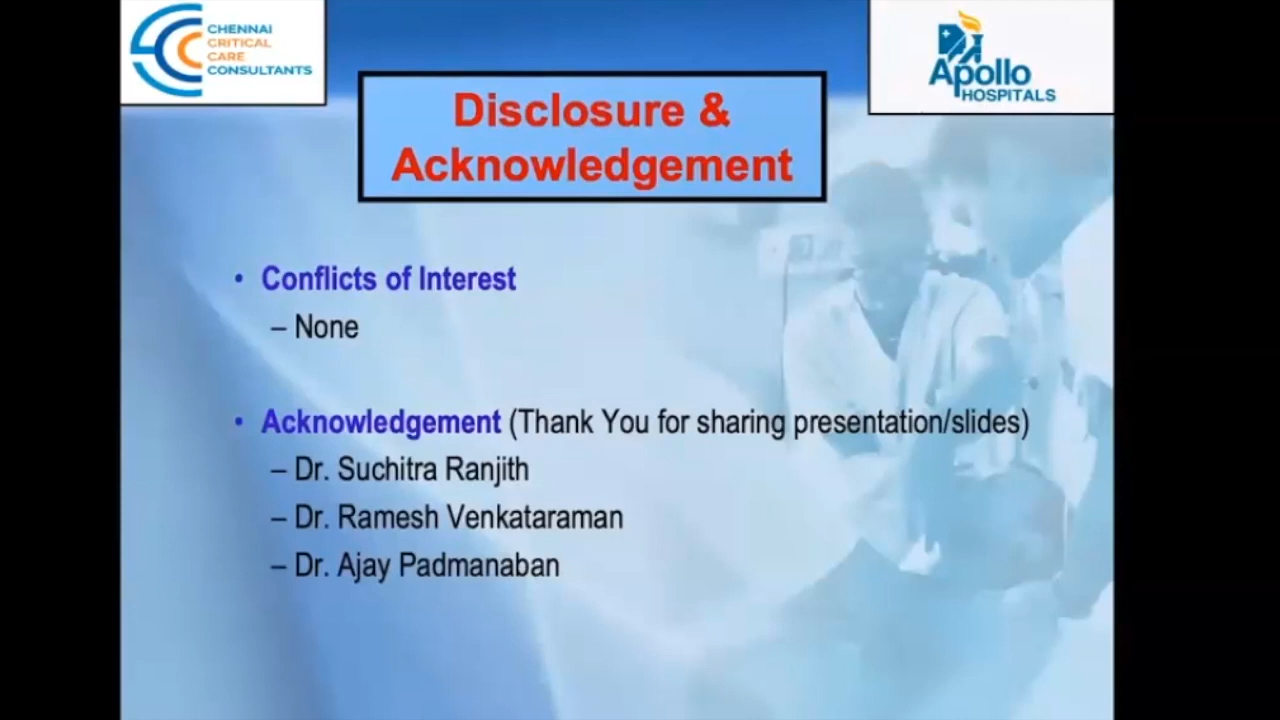 CHENNAI
CRITICAL
CARE
CONSULTANTS
Apollo
HOSPITALS
Disclosure &
Acknowledgement
• Conflicts of Interest
– None
• Acknowledgement (Thank You for sharing presentation/slides)
– Dr. Suchitra Ranjith
– Dr. Ramesh Venkataraman
– Dr. Ajay Padmanaban